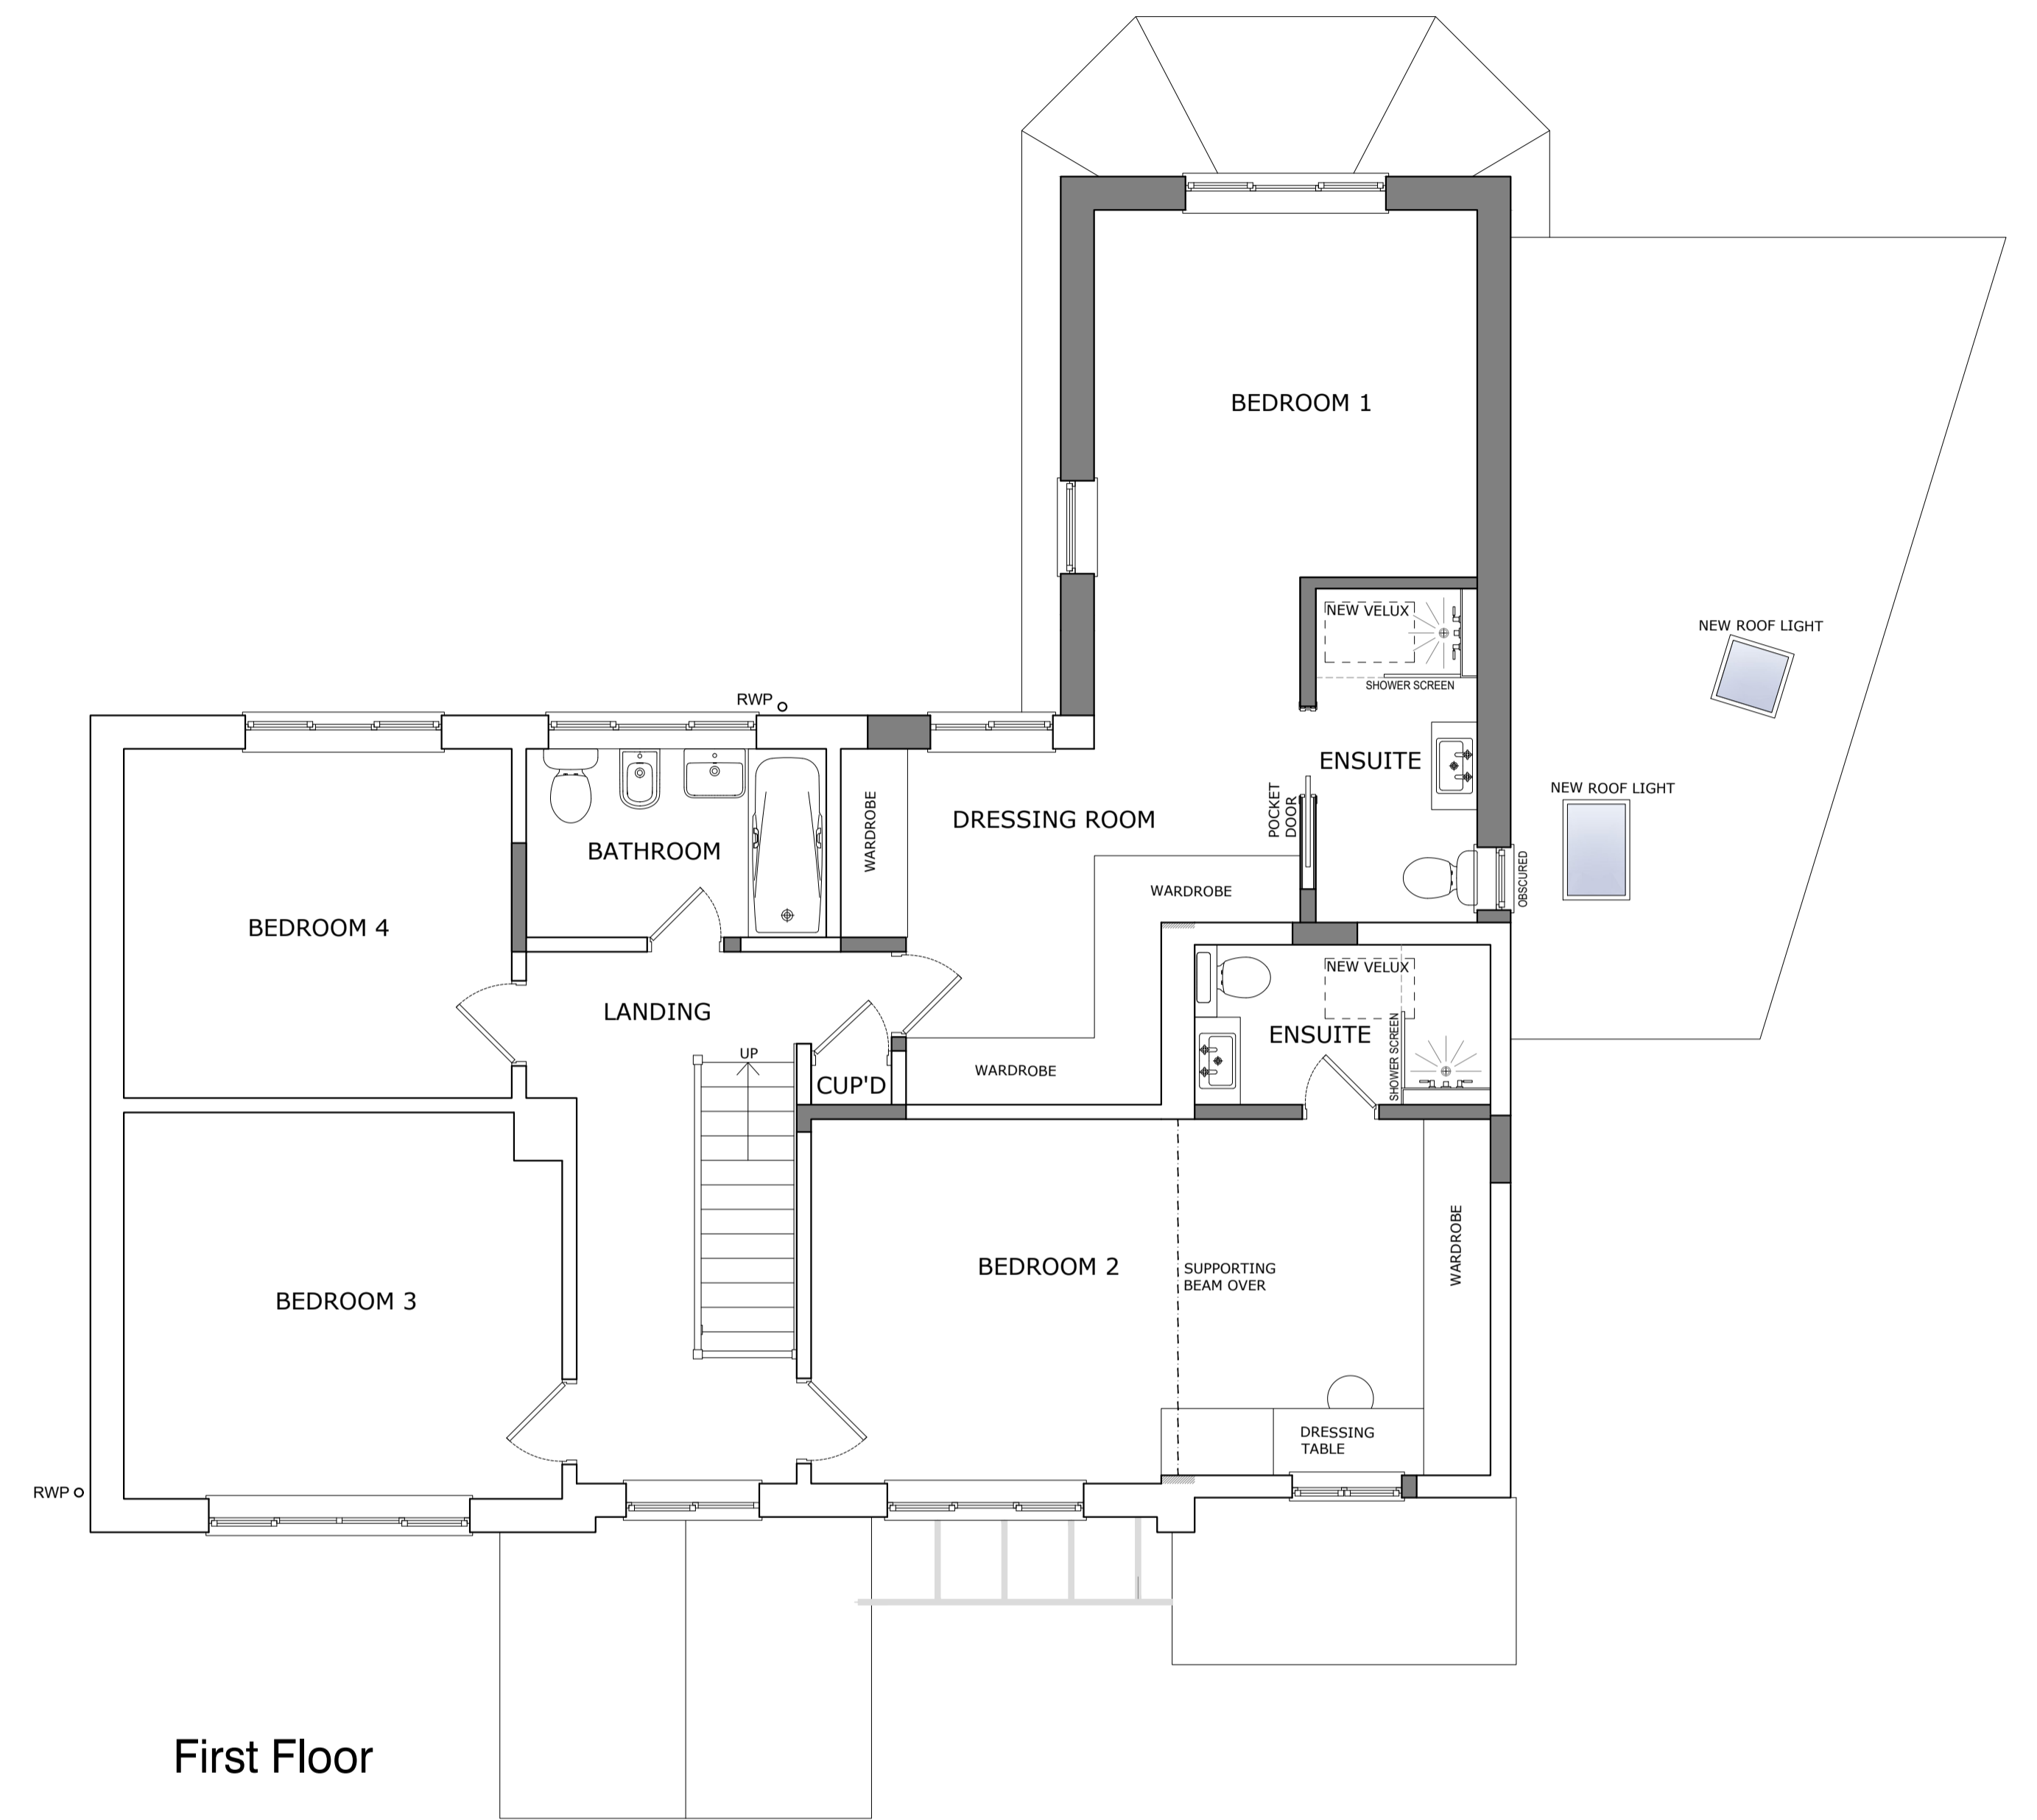 BEDROOM 1
NEW VELUX
SHOWER SCREEN
NEW ROOF LIGHT
RWP
ENSUITE
POCKET
DOOR
NEW ROOF LIGHT
WARDROBE
DRESSING ROOM
BATHROOM
OBSCURED
WARDROBE
BEDROOM 4
NEW VELUX
LANDING
ENSUITE
SHOWER SCREEN
UP
CUP'D
WARDROBE
BEDROOM 2
SUPPORTING
BEAM OVER
WARDROBE
BEDROOM 3
DRESSING
TABLE
RWP
First Floor